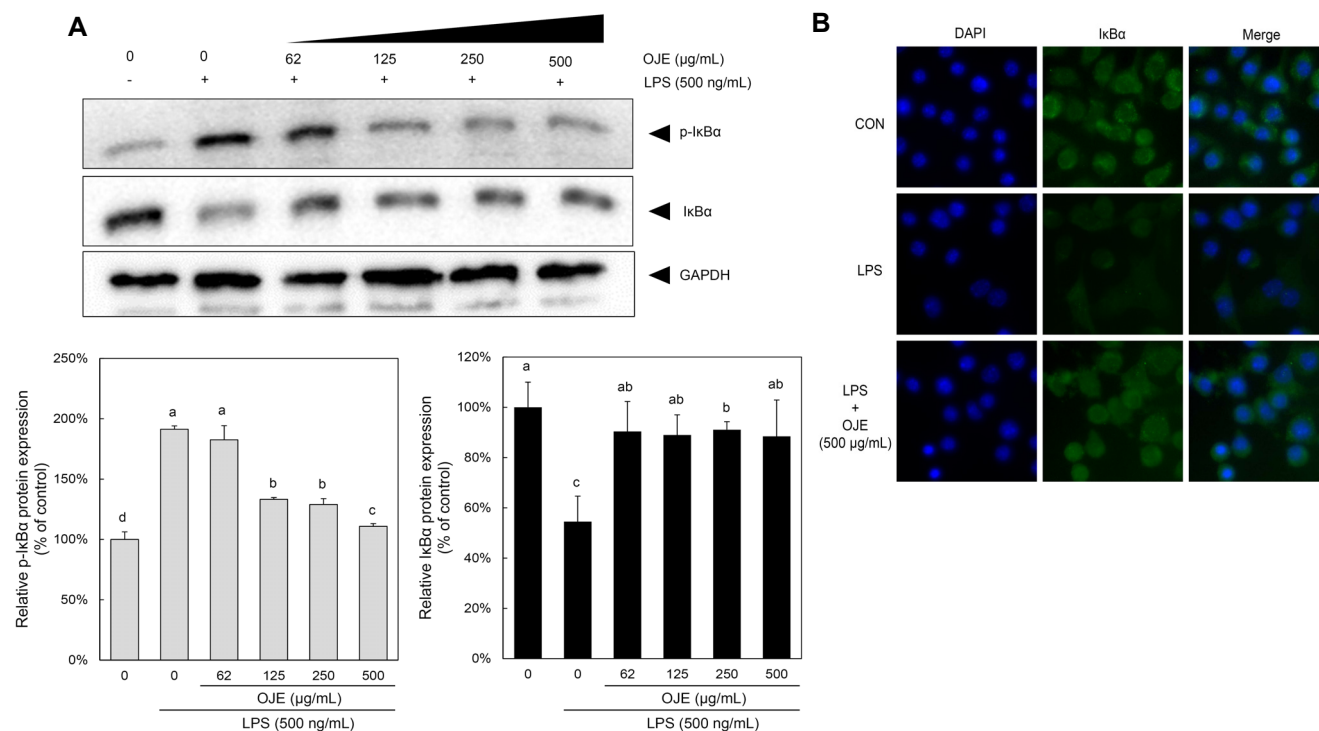 A
0 0 62 125 250 500 OJE (µg/mL)
- + + + + + LPS (500 ng/mL)
p-IκBα
IκBα
GAPDH
Relative p-IκBα protein expression
(% of control)
250%
200%
150%
100%
50%
0%
d a a b b c
0 0 62 125 250 500
OJE (µg/mL)
LPS (500 ng/mL)
Relative IκBα protein expression
(% of control)
120%
100%
80%
60%
40%
20%
0%
a c ab ab b ab
0 0 62 125 250 500
OJE (µg/mL)
LPS (500 ng/mL)
B
DAPI IκBα Merge
CON
LPS
LPS
+
OJE
(500 µg/mL)